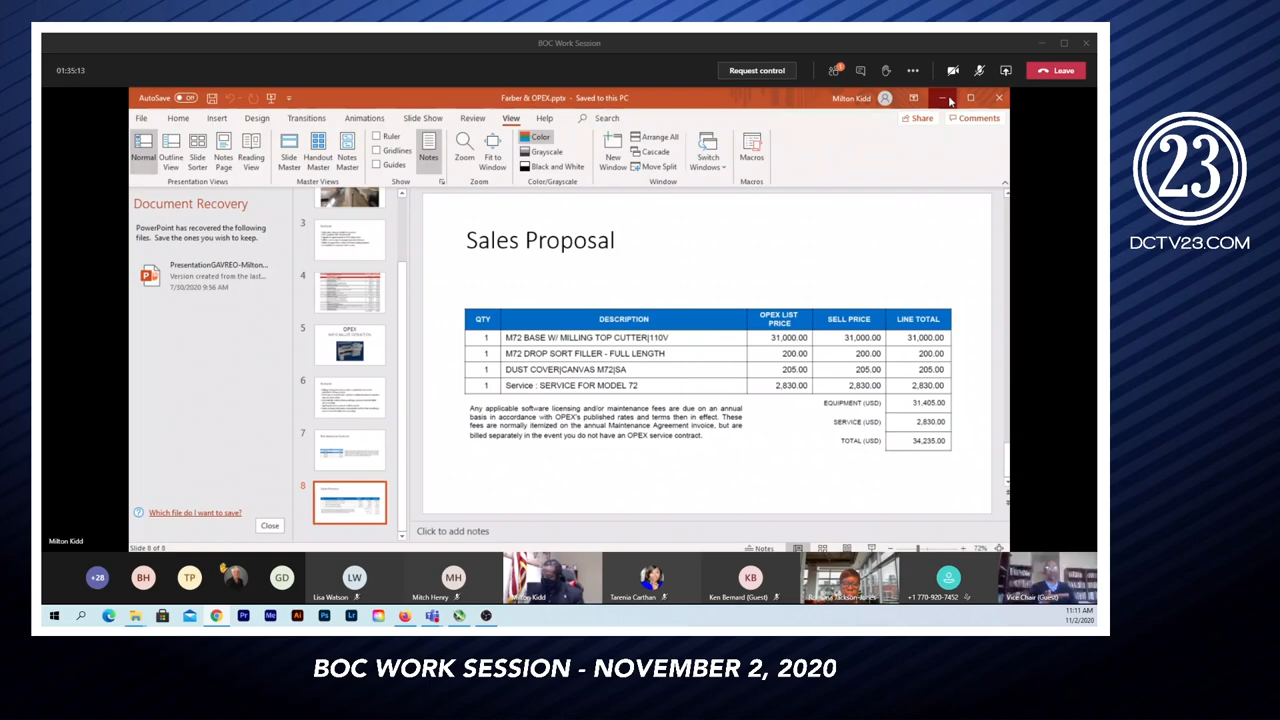 BOC Work Session
01:35:13
Request control
Leave
AutoSave Off
Farber & OPEX.pptx - Saved to this PC
Milton Kidd
File Home Insert Design Transitions Animations Slide Show Review View Help Search
Share Comments
Normal
Outline View
Slide Sorter
Notes Page
Reading View
Presentation Views
Slide Master
Handout Master
Notes Master
Master Views
Ruler
Gridlines
Guides
Show
Notes
Zoom
Fit to Window
Zoom
Color
Grayscale
Black and White
Color/Grayscale
New Window
Arrange All
Cascade
Move Split
Window
Switch Windows
Macros
Macros
Document Recovery
PowerPoint has recovered the following
files. Save the ones you wish to keep.
PresentationGAVREO-Milton...
Version created from the last...
7/30/2020 9:56 AM
Which file do I want to save?
Close
3
4
5
OPEX
6
7
8
Sales Proposal
QTY DESCRIPTION OPEX LIST PRICE SELL PRICE LINE TOTAL
1 M72 BASE W/ MILLING TOP CUTTER|110V 31,000.00 31,000.00 31,000.00
1 M72 DROP SORT FILLER - FULL LENGTH 200.00 200.00 200.00
1 DUST COVER|CANVAS M72|SA 205.00 205.00 205.00
1 Service : SERVICE FOR MODEL 72 2,830.00 2,830.00 2,830.00
EQUIPMENT (USD) 31,405.00
SERVICE (USD) 2,830.00
TOTAL (USD) 34,235.00
Any applicable software licensing and/or maintenance fees are due on an annual
basis in accordance with OPEX's published rates and terms then in effect. These
fees are normally itemized on the annual Maintenance Agreement invoice, but are
billed separately in the event you do not have an OPEX service contract.
Click to add notes
Slide 8 of 8
Notes
72%
Milton Kidd
+28
BH
TP
GD
LW
Lisa Watson
MH
Mitch Henry
Milton Kidd
Tarenia Carthan
KB
Ken Bernard (Guest)
Romona Jackson-Jones
+1 770-920-7452
Vice Chair (Guest)
11:11 AM
11/2/2020
23
DCTV23.COM
BOC WORK SESSION - NOVEMBER 2, 2020